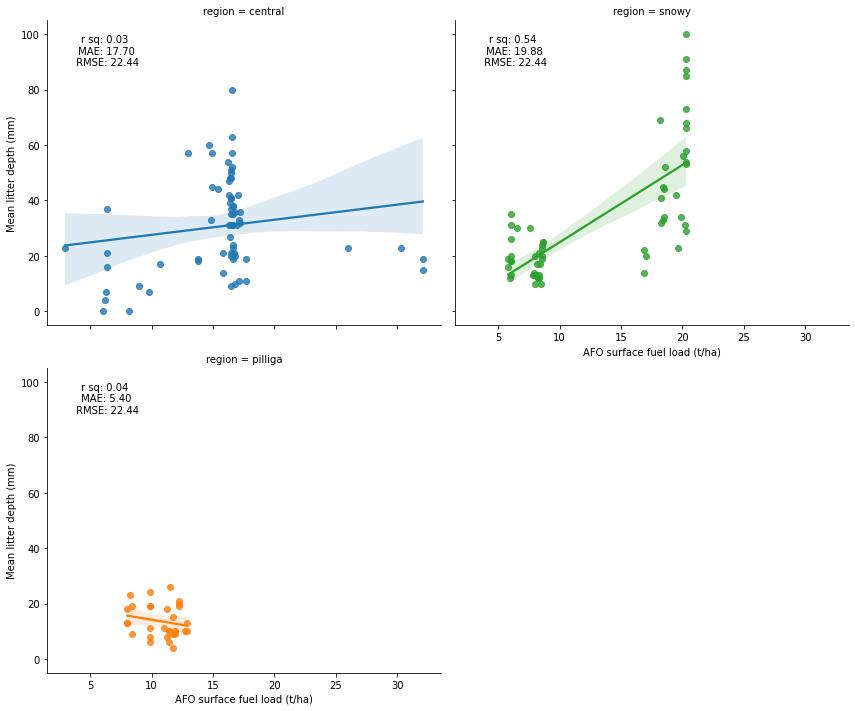 region = central
r sq: 0.03
MAE: 17.70
RMSE: 22.44
100
80
60
40
20
0
Mean litter depth (mm)
region = snowy
r sq: 0.54
MAE: 19.88
RMSE: 22.44
5
10
15
20
25
30
AFO surface fuel load (t/ha)
region = pilliga
r sq: 0.04
MAE: 5.40
RMSE: 22.44
100
80
60
40
20
0
Mean litter depth (mm)
5
10
15
20
25
30
AFO surface fuel load (t/ha)